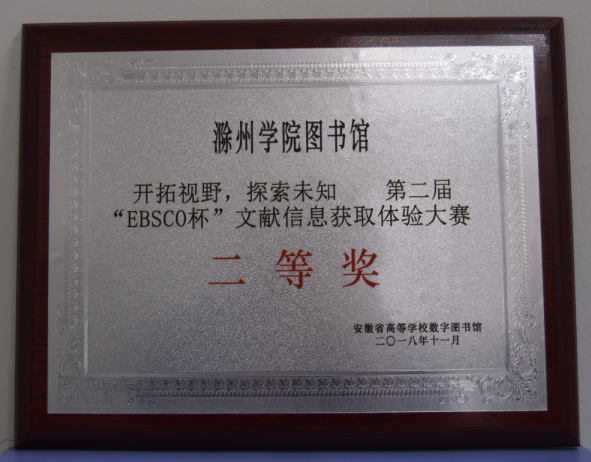 滁州学院图书馆
开拓视野，探索未知 第二届
“EBSCO杯”文献信息获取体验大赛
二等奖
安徽省高等学校数字图书馆
二〇一八年十一月